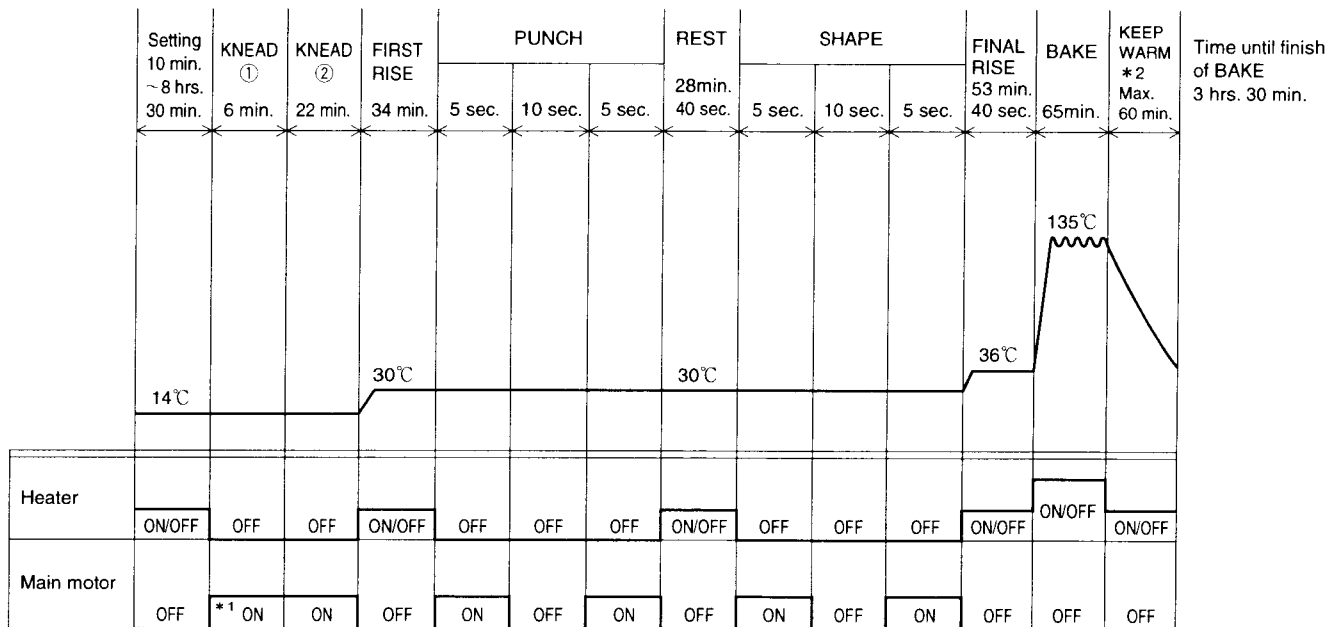 Setting
10 min.
~8 hrs.
30 min.
KNEAD
①
6 min.
KNEAD
②
22 min.
FIRST
RISE
34 min.
PUNCH
5 sec.
10 sec.
5 sec.
REST
28min.
40 sec.
SHAPE
5 sec.
10 sec.
5 sec.
FINAL
RISE
53 min.
40 sec.
BAKE
65min.
KEEP
WARM
*2
Max.
60 min.
Time until finish
of BAKE
3 hrs. 30 min.
14℃
30℃
30℃
36℃
135℃
Heater
ON/OFF OFF OFF ON/OFF OFF OFF OFF ON/OFF OFF OFF OFF ON/OFF ON/OFF ON/OFF
Main motor
OFF *1 ON ON OFF ON OFF ON OFF ON OFF ON OFF OFF OFF